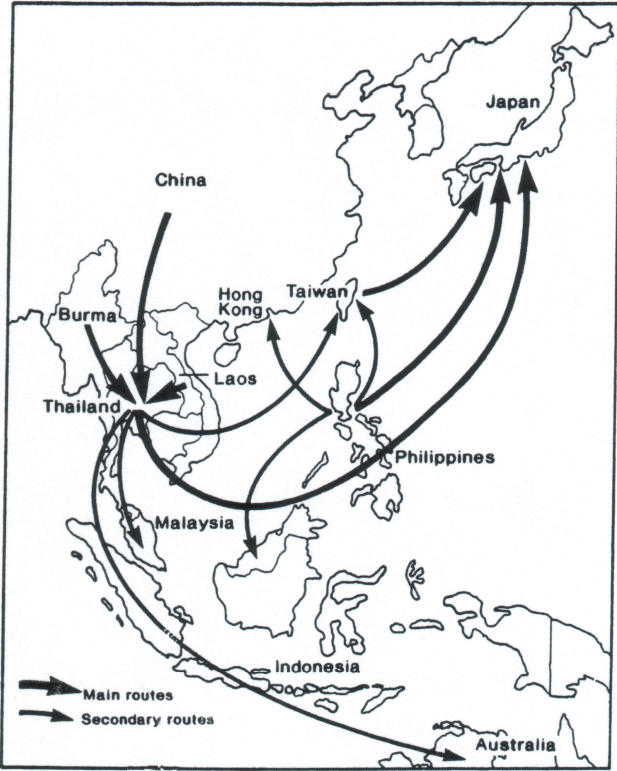 Japan
China
Hong
Kong
Taiwan
Burma
Laos
Thailand
Philippines
Malaysia
Indonesia
Main routes
Secondary routes
Australia